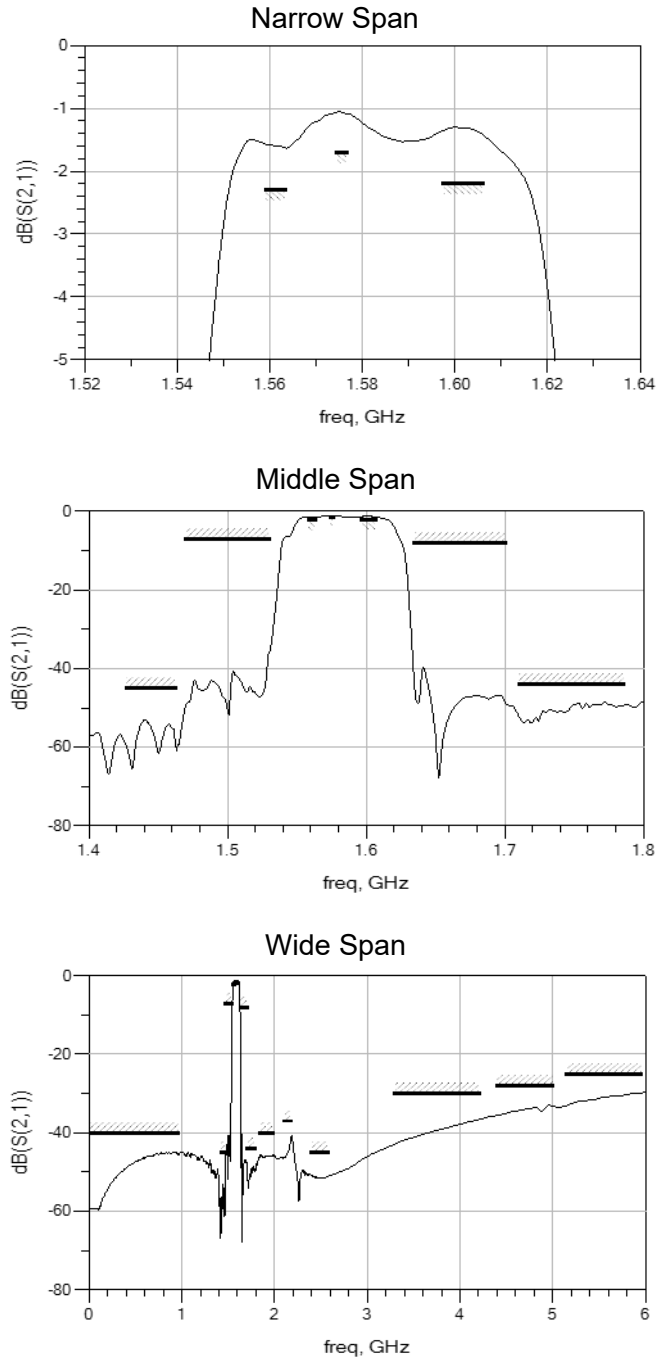 Narrow Span
0
-1
-2
-3
-4
-5
dB(S(2,1))
1.52 1.54 1.56 1.58 1.60 1.62 1.64
freq, GHz
Middle Span
0
-20
-40
-60
-80
dB(S(2,1))
1.4 1.5 1.6 1.7 1.8
freq, GHz
Wide Span
0
-20
-40
-60
-80
dB(S(2,1))
0 1 2 3 4 5 6
freq, GHz